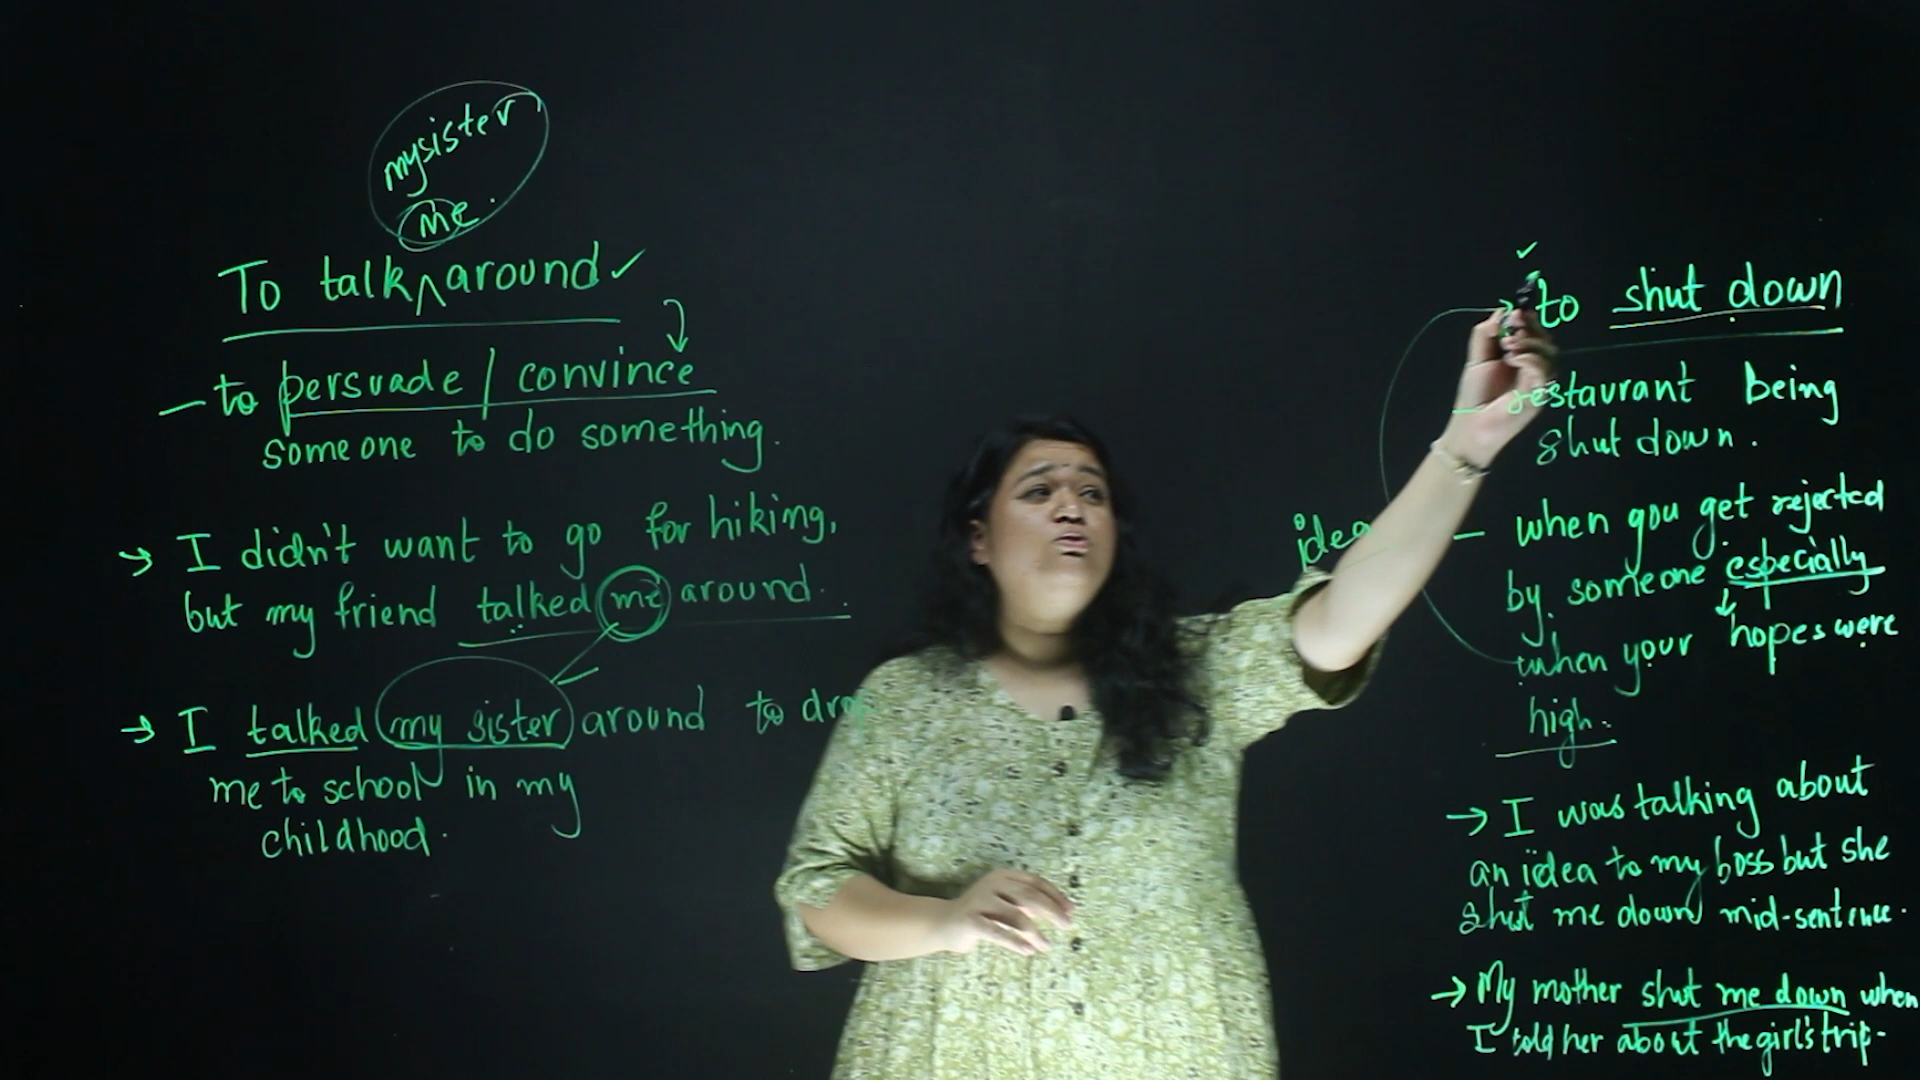 my sister
me.
To talk ^ around ✓
– to persuade / convince
someone to do something.
→ I didn't want to go for hiking,
but my friend talked me around.
→ I talked my sister around to drop
me to school in my
childhood.
✓
to shut down
– restaurant being
shut down.
idea
– when you get rejected
by someone especially
when your hopes were
high.
→ I was talking about
an idea to my boss but she
shut me down mid-sentence.
→ My mother shut me down when
I told her about the girl's trip-